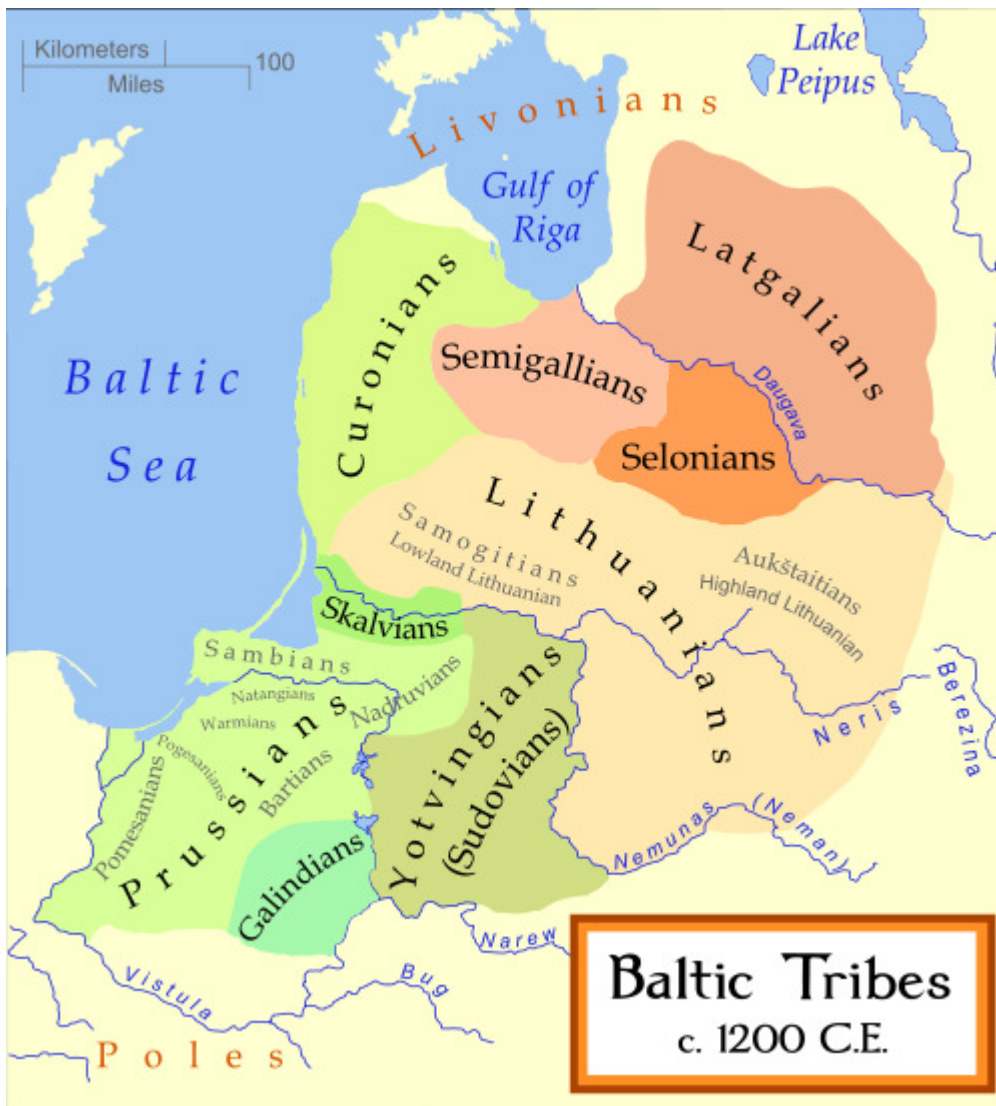 Kilometers
100
Miles
Lake
Peipus
Livonians
Gulf of
Riga
Latgalians
Curonians
Baltic
Sea
Semigallians
Daugava
Selonians
Lithuanians
Samogitians
Lowland Lithuanian
Aukštaitians
Highland Lithuanian
Skalvians
Sambians
Natangians
Nadruvians
Warmians
Pogesanians
Bartians
Pomesanians
Prussians
Galindians
Yotvingians
(Sudovians)
Neris
Berezina
Nemunas (Neman)
Narew
Bug
Vistula
Poles
Baltic Tribes
c. 1200 C.E.